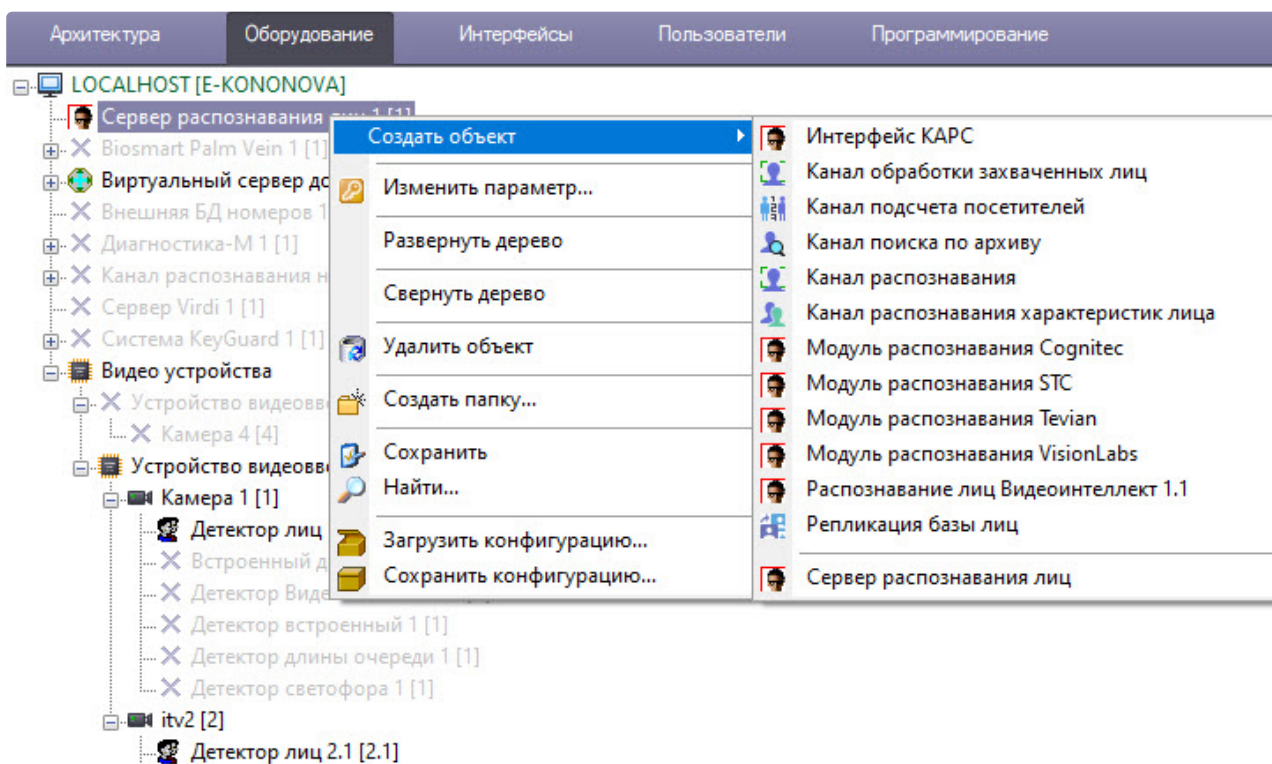 Архитектура Оборудование Интерфейсы Пользователи Программирование
LOCALHOST [E-KONONOVA]
Сервер распознавания
Biosmart Palm Vein 1 [1]
Виртуальный сервер
Внешняя БД номеров 1
Диагностика-М 1 [1]
Канал
Сервер Virdi 1 [1]
Система KeyGuard 1 [1]
Видео устройства
Устройство
Камера 4 [4]
Устройство
Камера 1 [1]
Детектор лиц
Встроенный
Детектор
Детектор встроенный 1 [1]
Детектор длины очереди 1 [1]
Детектор светофора 1 [1]
itv2 [2]
Детектор лиц 2.1 [2.1]
Создать объект
Изменить параметр...
Развернуть дерево
Свернуть дерево
Удалить объект
Создать папку...
Сохранить
Найти...
Загрузить конфигурацию...
Сохранить конфигурацию...
Интерфейс КАРС
Канал обработки захваченных лиц
Канал подсчета посетителей
Канал поиска по архиву
Канал распознавания
Канал распознавания характеристик лица
Модуль распознавания Cognitec
Модуль распознавания STC
Модуль распознавания Tevian
Модуль распознавания VisionLabs
Распознавание лиц Видеоинтеллект 1.1
Репликация базы лиц
Сервер распознавания лиц